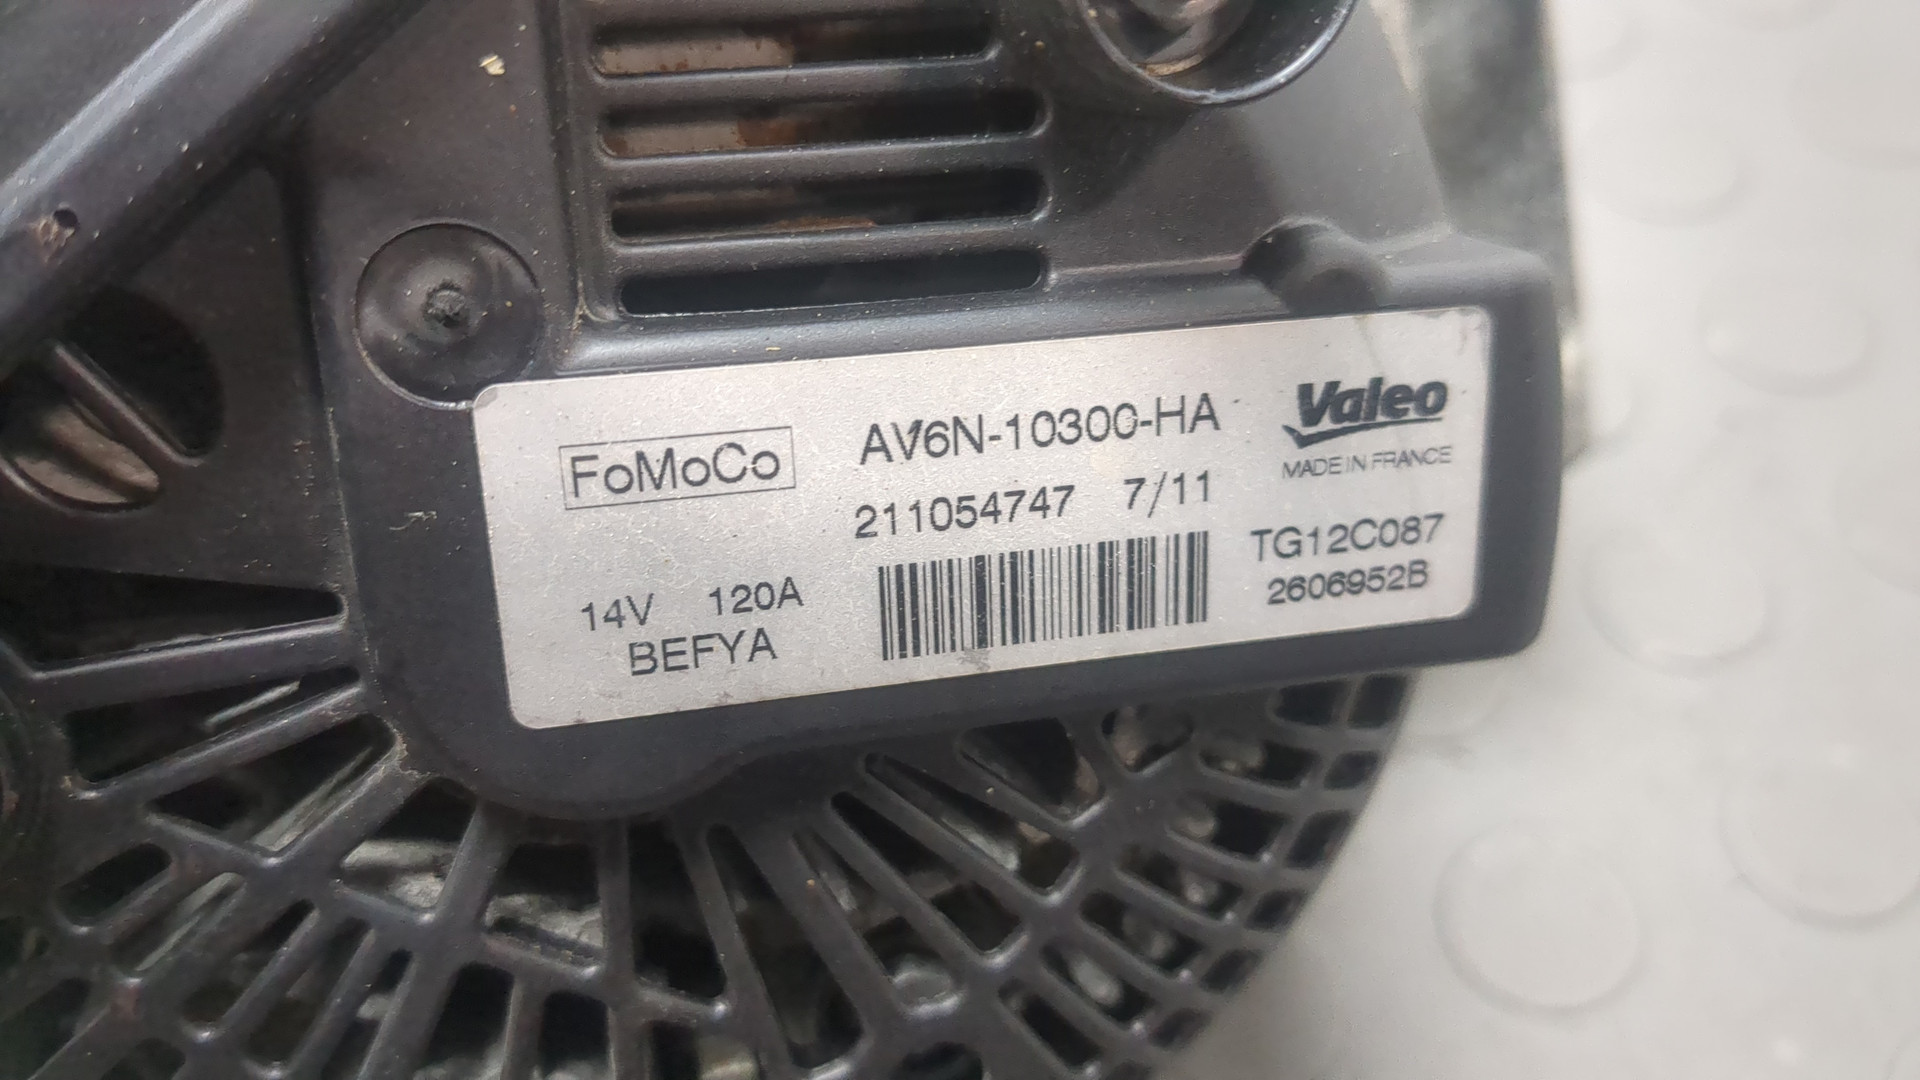 FoMoCo
AV6N-10300-HA
Valeo
MADE IN FRANCE
211054747 7/11
14V 120A
BEFYA
TG12C087
2606952B